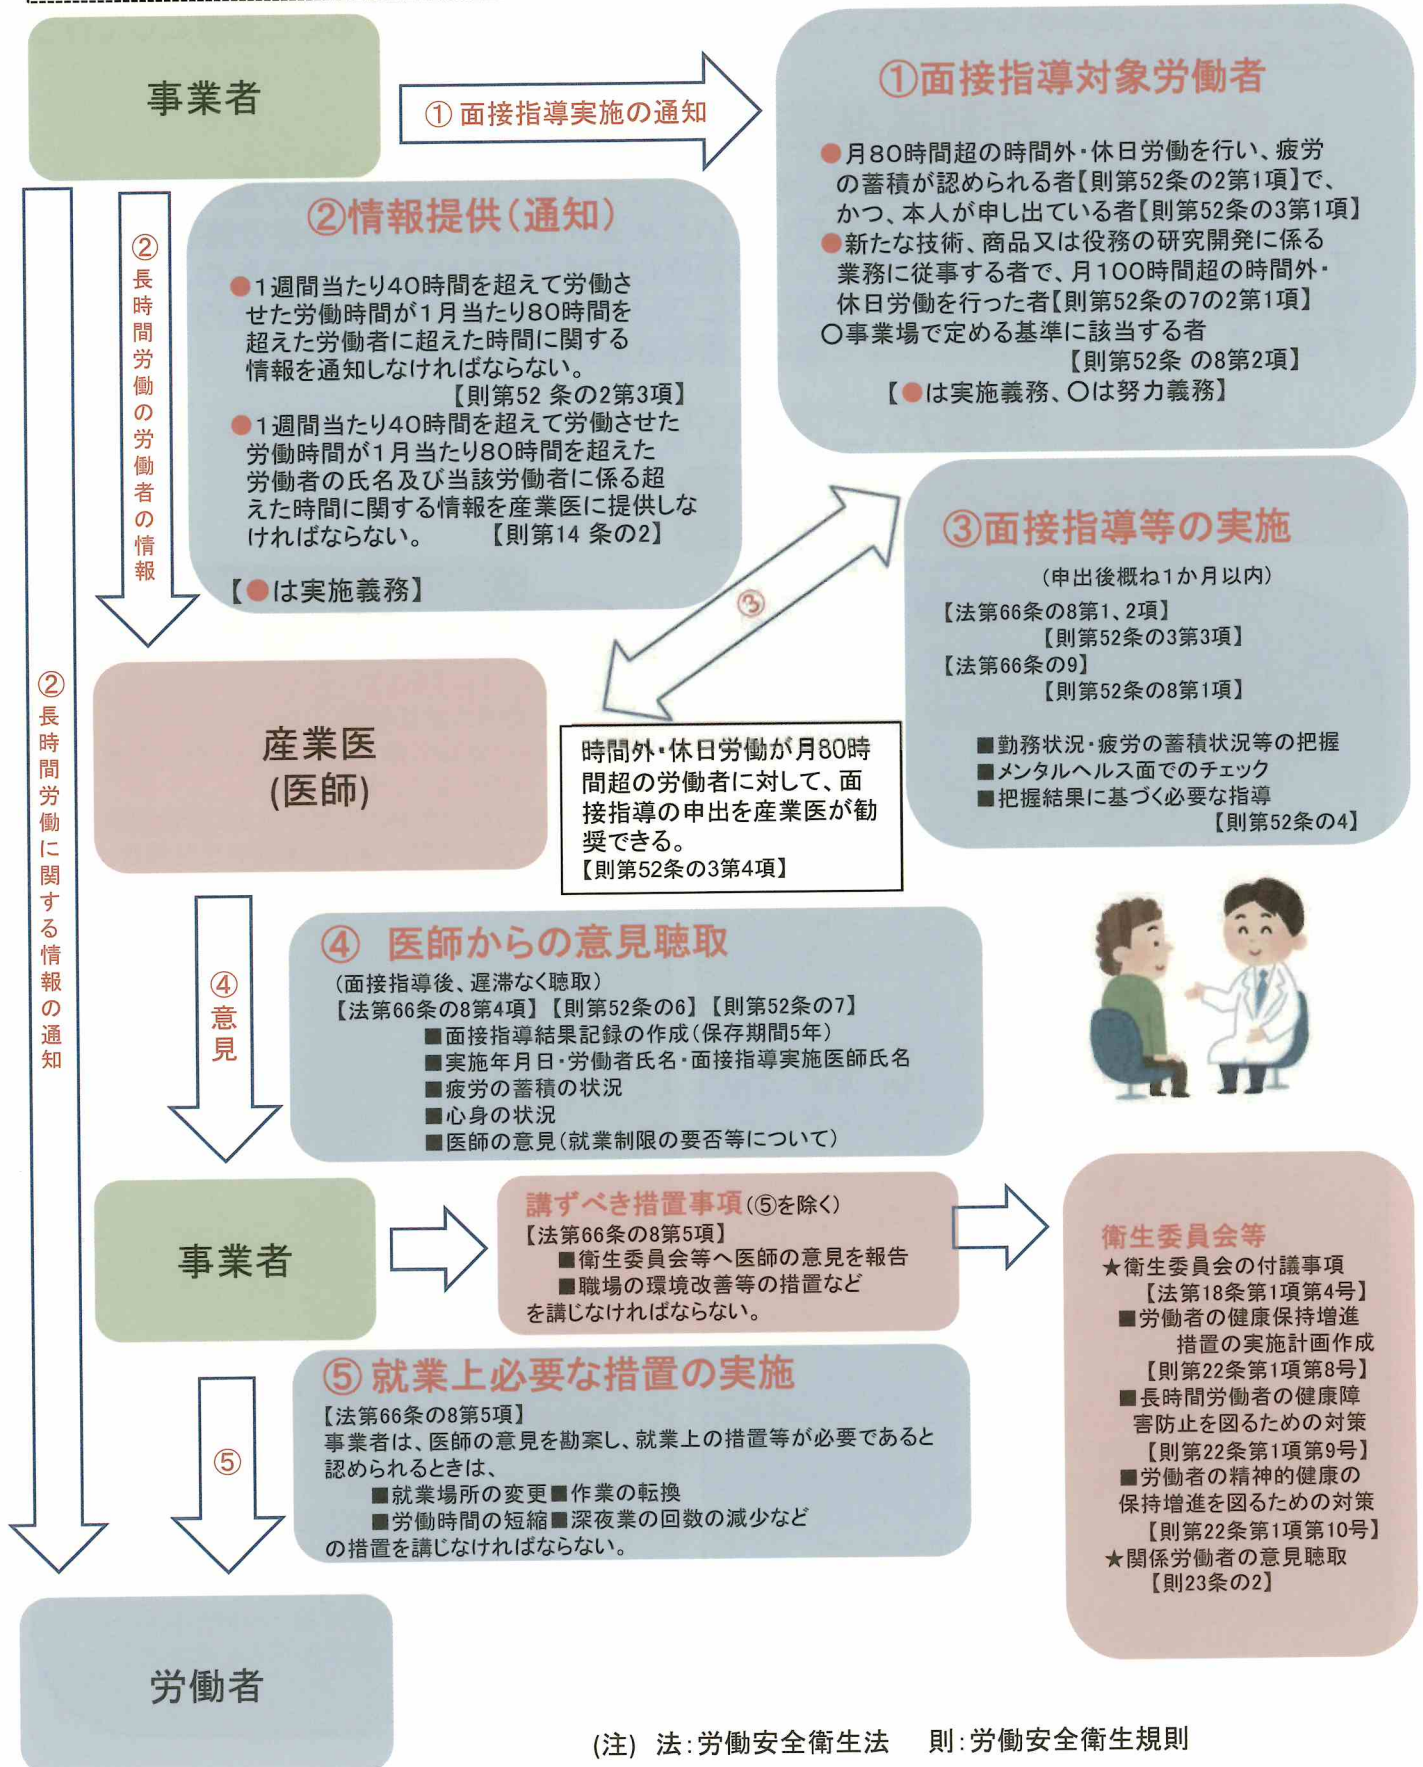 事業者
①面接指導実施の通知
①面接指導対象労働者
●月80時間超の時間外・休日労働を行い、疲労
の蓄積が認められる者【則第52条の2第1項】で、
かつ、本人が申し出ている者【則第52条の3第1項】
●新たな技術、商品又は役務の研究開発に係る
業務に従事する者で、月100時間超の時間外・
休日労働を行った者【則第52条の7の2第1項】
○事業場で定める基準に該当する者
【則第52条 の8第2項】
【●は実施義務、○は努力義務】
②長時間労働の労働者の情報
②情報提供(通知)
●1週間当たり40時間を超えて労働さ
せた労働時間が1月当たり80時間を
超えた労働者に超えた時間に関する
情報を通知しなければならない。
【則第52 条の2第3項】
●1週間当たり40時間を超えて労働させた
労働時間が1月当たり80時間を超えた
労働者の氏名及び当該労働者に係る超
えた時間に関する情報を産業医に提供しな
ければならない。 【則第14 条の2】
【●は実施義務】
②長時間労働に関する情報の通知
③
③面接指導等の実施
(申出後概ね1か月以内)
【法第66条の8第1、2項】
【則第52条の3第3項】
【法第66条の9】
【則第52条の8第1項】
■勤務状況・疲労の蓄積状況等の把握
■メンタルヘルス面でのチェック
■把握結果に基づく必要な指導
【則第52条の4】
産業医
(医師)
時間外・休日労働が月80時
間超の労働者に対して、面
接指導の申出を産業医が勧
奨できる。
【則第52条の3第4項】
④意見
④ 医師からの意見聴取
(面接指導後、遅滞なく聴取)
【法第66条の8第4項】【則第52条の6】【則第52条の7】
■面接指導結果記録の作成(保存期間5年)
■実施年月日・労働者氏名・面接指導実施医師氏名
■疲労の蓄積の状況
■心身の状況
■医師の意見(就業制限の要否等について)
事業者
講ずべき措置事項(⑤を除く)
【法第66条の8第5項】
■衛生委員会等へ医師の意見を報告
■職場の環境改善等の措置など
を講じなければならない。
衛生委員会等
★衛生委員会の付議事項
【法第18条第1項第4号】
■労働者の健康保持増進
措置の実施計画作成
【則第22条第1項第8号】
■長時間労働者の健康障
害防止を図るための対策
【則第22条第1項第9号】
■労働者の精神的健康の
保持増進を図るための対策
【則第22条第1項第10号】
★関係労働者の意見聴取
【則23条の2】
⑤
⑤就業上必要な措置の実施
【法第66条の8第5項】
事業者は、医師の意見を勘案し、就業上の措置等が必要であると
認められるときは、
■就業場所の変更■作業の転換
■労働時間の短縮■深夜業の回数の減少など
の措置を講じなければならない。
労働者
(注) 法:労働安全衛生法 則:労働安全衛生規則